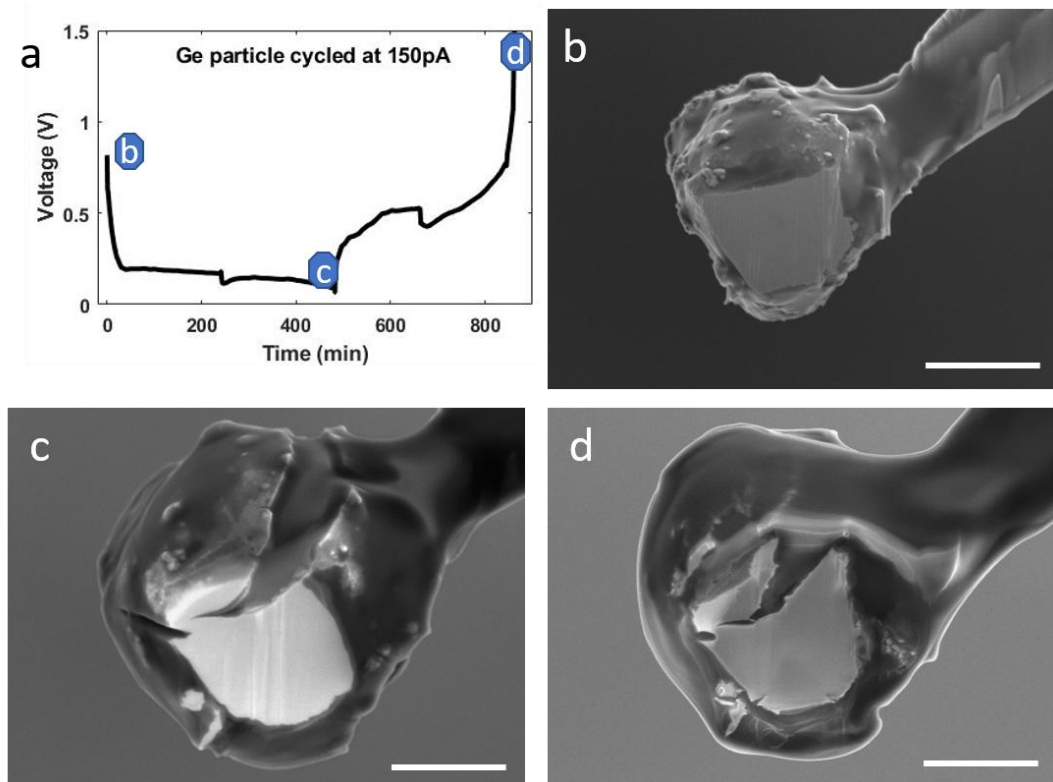 a
Ge particle cycled at 150pA
b
c
d
Voltage (V)
1.5
1
0.5
0
0 200 400 600 800
Time (min)
b
c
d